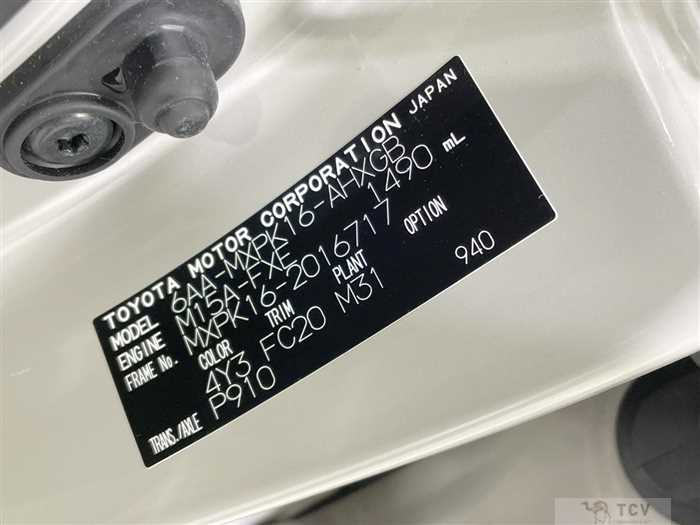 TOYOTA MOTOR CORPORATION JAPAN
MODEL 6AA-MXPK16-AHXGB
ENGINE M15A-FXE 1490 mL
FRAME No. MXPK16-2016717
COLOR TRIM PLANT OPTION
4Y3 FC20 M31 940
TRANS./AXLE P910
TCV